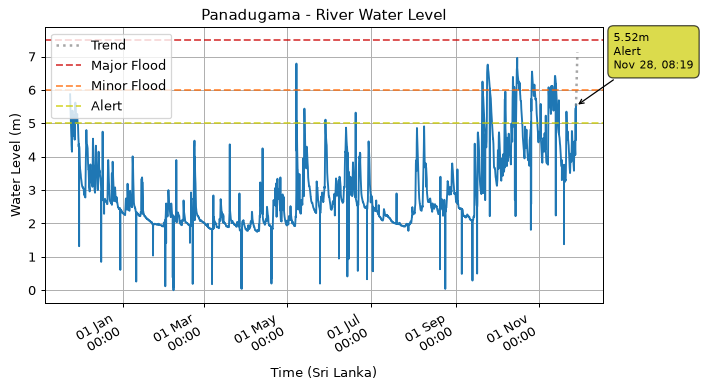 Panadugama - River Water Level
5.52m
Alert
Nov 28, 08:19
Trend
Major Flood
Minor Flood
Alert
Water Level (m)
7
6
5
4
3
2
1
0
01 Jan
00:00
01 Mar
00:00
01 May
00:00
01 Jul
00:00
01 Sep
00:00
01 Nov
00:00
Time (Sri Lanka)